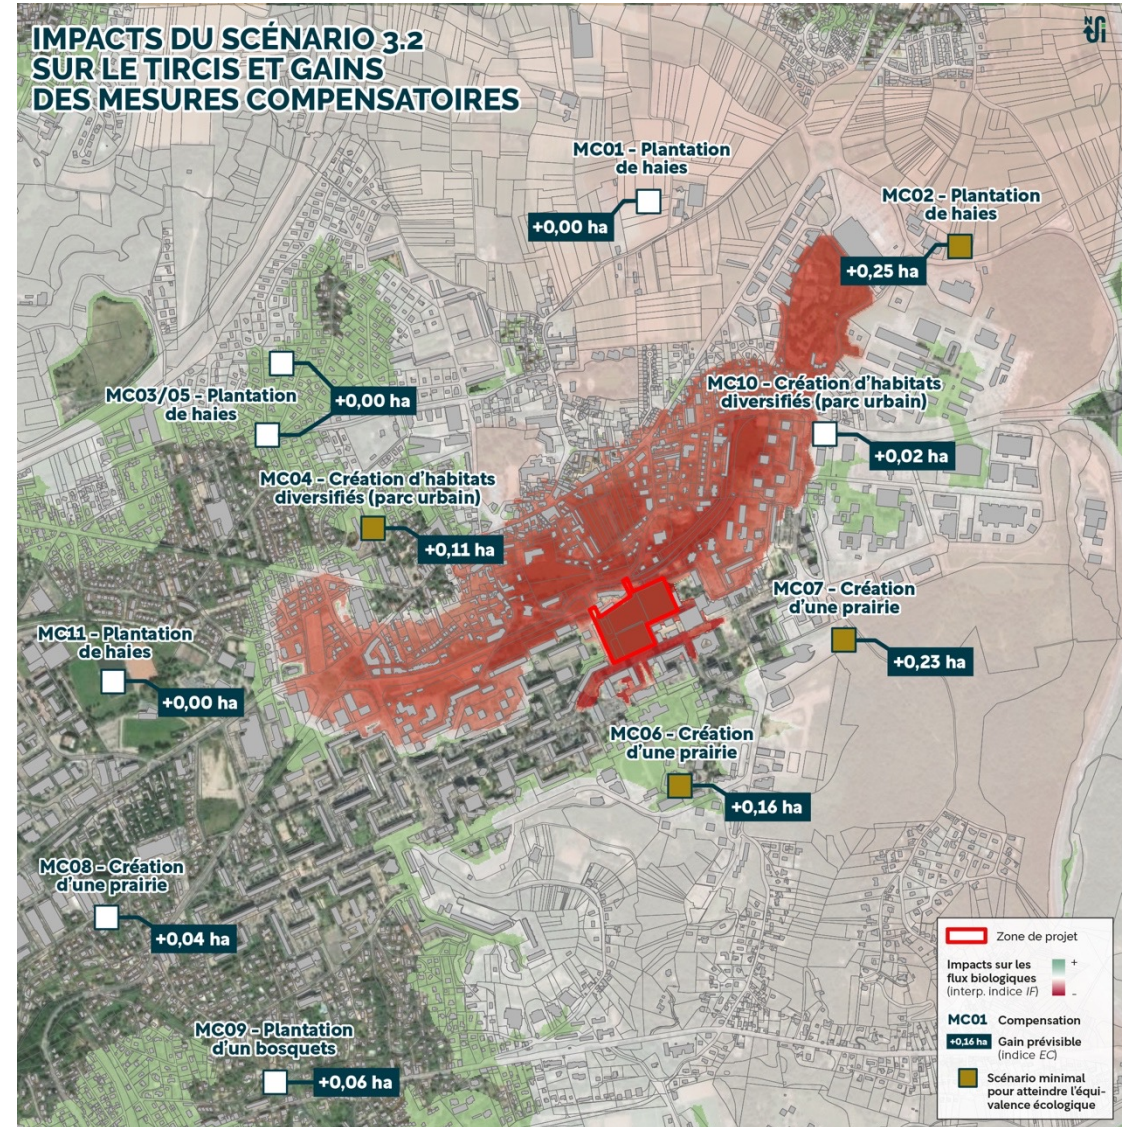 IMPACTS DU SCÉNARIO 3.2
SUR LE TIRCIS ET GAINS
DES MESURES COMPENSATOIRES
N
MC01 - Plantation
de haies
+0,00 ha
MC02 - Plantation
de haies
+0,25 ha
MC03/05 - Plantation
de haies
+0,00 ha
MC10 - Création d'habitats
diversifiés (parc urbain)
+0,02 ha
MC04 - Création d'habitats
diversifiés (parc urbain)
+0,11 ha
MC07 - Création
d'une prairie
+0,23 ha
MC11 - Plantation
de haies
+0,00 ha
MC06 - Création
d'une prairie
+0,16 ha
MC08 - Création
d'une prairie
+0,04 ha
MC09 - Plantation
d'un bosquets
+0,06 ha
Zone de projet
Impacts sur les
flux biologiques
(interp. indice IF)
+
-
MC01 Compensation
+0,16 ha Gain prévisible
(indice EC)
Scénario minimal
pour atteindre l'équi-
valence écologique